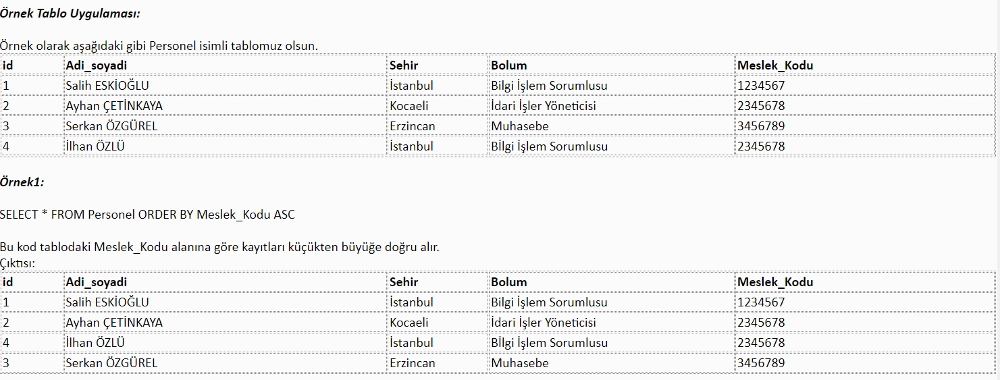 Örnek Tablo Uygulaması:
Örnek olarak aşağıdaki gibi Personel isimli tablomuz olsun.
id Adi_soyadi Sehir Bolum Meslek_Kodu
1 Salih ESKİOĞLU İstanbul Bilgi İşlem Sorumlusu 1234567
2 Ayhan ÇETİNKAYA Kocaeli İdari İşler Yöneticisi 2345678
3 Serkan ÖZGÜREL Erzincan Muhasebe 3456789
4 İlhan ÖZLÜ İstanbul Bİlgi İşlem Sorumlusu 2345678
Örnek1:
SELECT * FROM Personel ORDER BY Meslek_Kodu ASC
Bu kod tablodaki Meslek_Kodu alanına göre kayıtları küçükten büyüğe doğru alır.
Çıktısı:
id Adi_soyadi Sehir Bolum Meslek_Kodu
1 Salih ESKİOĞLU İstanbul Bilgi İşlem Sorumlusu 1234567
2 Ayhan ÇETİNKAYA Kocaeli İdari İşler Yöneticisi 2345678
4 İlhan ÖZLÜ İstanbul Bİlgi İşlem Sorumlusu 2345678
3 Serkan ÖZGÜREL Erzincan Muhasebe 3456789